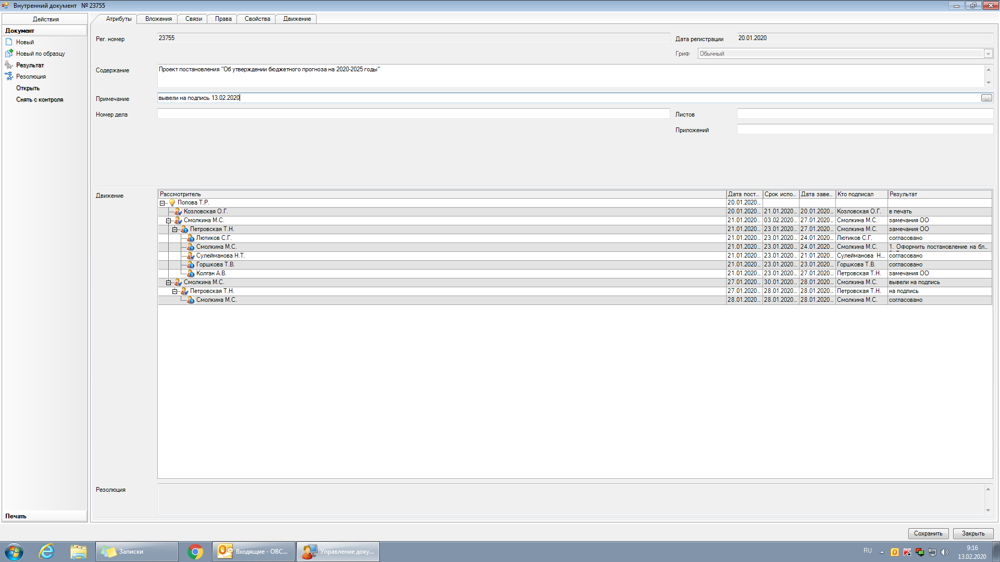 Внутренний документ № 23755
Действия
Документ
Новый
Новый по образцу
Результат
Резолюция
Открыть
Снять с контроля
Печать
Атрибуты Вложения Связи Права Свойства Движение
Рег. номер 23755 Дата регистрации 20.01.2020
Гриф Обычный
Содержание Проект постановления "Об утверждении бюджетного прогноза на 2020-2025 годы"
Примечание вывели на подпись 13.02.2020 ...
Номер дела Листов
Приложений
Движение
Рассмотритель Дата пост... Срок испо... Дата заве... Кто подписал Результат
Попова Т.Р. 20.01.2020...
Козловская О.Г. 20.01.2020... 21.01.2020... 20.01.2020... Козловская О.Г. в печать
Смолкина М.С. 21.01.2020... 03.02.2020... 27.01.2020... Смолкина М.С. замечания ОО
Петровская Т.Н. 21.01.2020... 23.01.2020... 27.01.2020... Смолкина М.С. замечания ОО
Лютиков С.Г. 21.01.2020... 23.01.2020... 24.01.2020... Лютиков С.Г. согласовано
Смолкина М.С. 21.01.2020... 23.01.2020... 24.01.2020... Смолкина М.С. 1. Оформить постановление на бл...
Сулейманова Н.Т. 21.01.2020... 23.01.2020... 21.01.2020... Сулейманова Н.... согласовано
Горшкова Т.В. 21.01.2020... 23.01.2020... 23.01.2020... Горшкова Т.В. согласовано
Колган А.В. 21.01.2020... 23.01.2020... 27.01.2020... Петровская Т.Н. замечания ОО
Смолкина М.С. 27.01.2020... 30.01.2020... 28.01.2020... Смолкина М.С. вывели на подпись
Петровская Т.Н. 27.01.2020... 28.01.2020... 28.01.2020... Петровская Т.Н. на подпись
Смолкина М.С. 28.01.2020... 28.01.2020... 28.01.2020... Смолкина М.С. согласовано
Резолюция
Сохранить Закрыть
Записки Входящие - ОВС... Управление доку... RU 9:16
13.02.2020